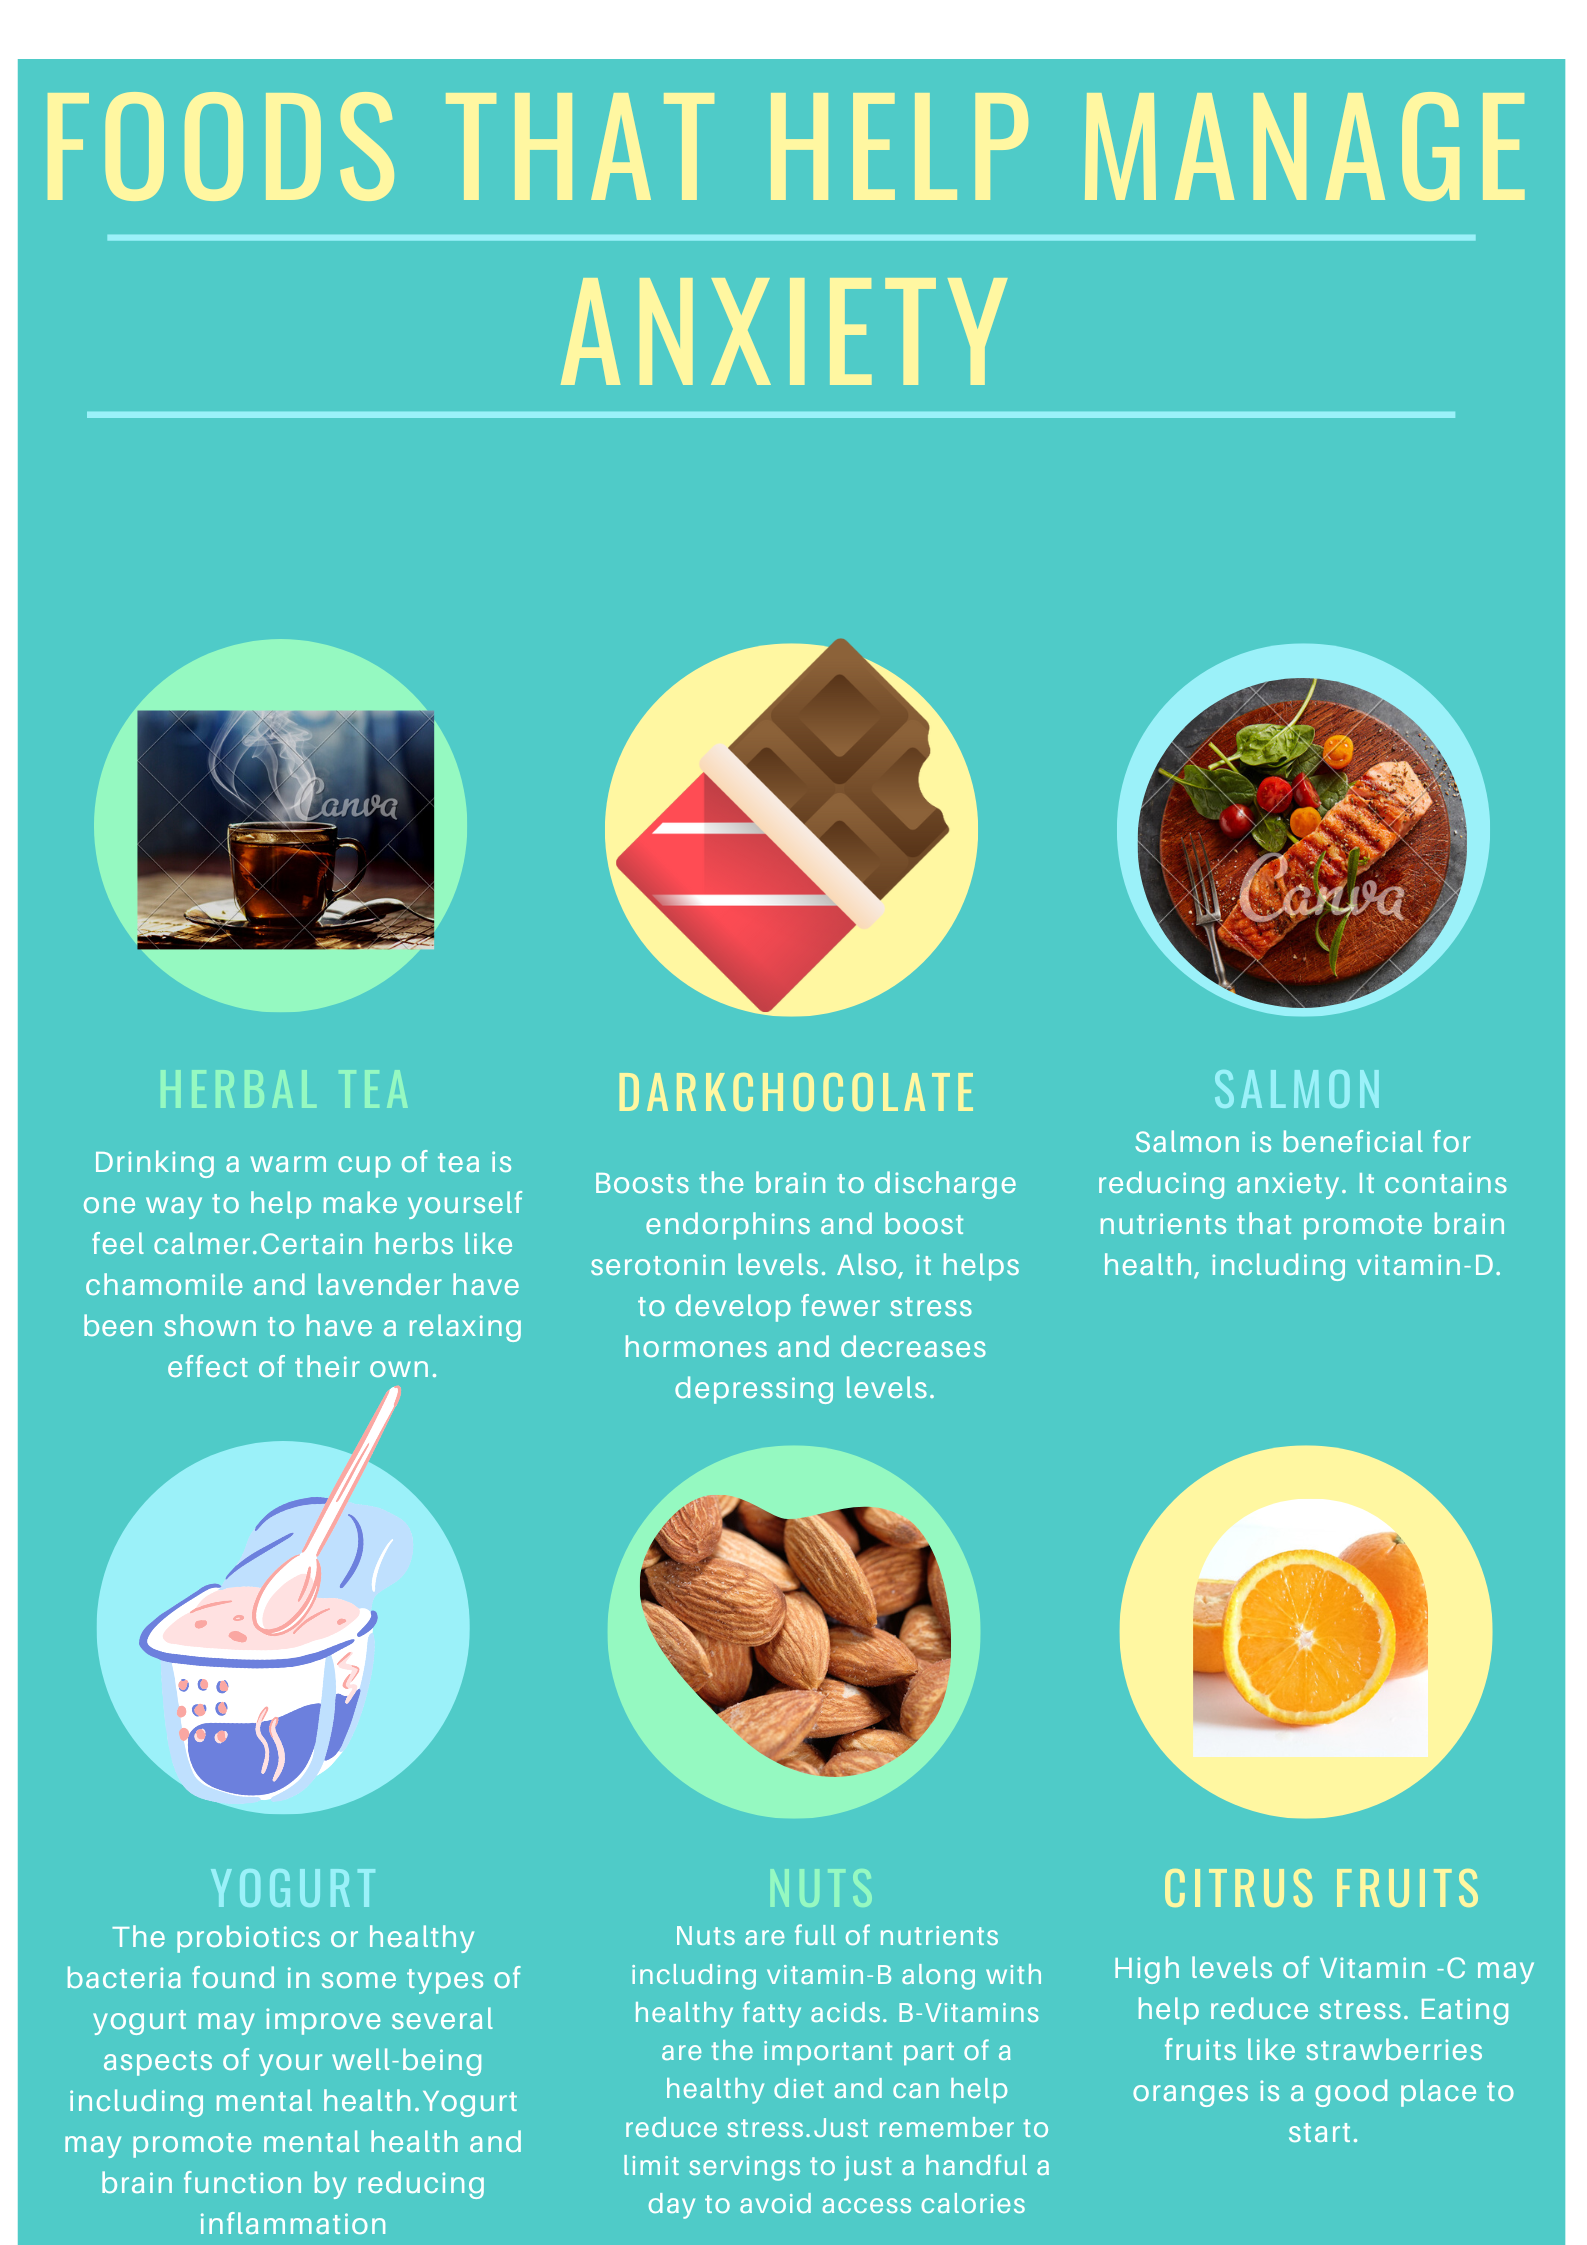 FOODS THAT HELP MANAGE
ANXIETY
Canva
Canva
HERBAL TEA
Drinking a warm cup of tea is
one way to help make yourself
feel calmer.Certain herbs like
chamomile and lavender have
been shown to have a relaxing
effect of their own.
DARKCHOCOLATE
Boosts the brain to discharge
endorphins and boost
serotonin levels. Also, it helps
to develop fewer stress
hormones and decreases
depressing levels.
SALMON
Salmon is beneficial for
reducing anxiety. It contains
nutrients that promote brain
health, including vitamin-D.
YOGURT
The probiotics or healthy
bacteria found in some types of
yogurt may improve several
aspects of your well-being
including mental health.Yogurt
may promote mental health and
brain function by reducing
inflammation
NUTS
Nuts are full of nutrients
including vitamin-B along with
healthy fatty acids. B-Vitamins
are the important part of a
healthy diet and can help
reduce stress.Just remember to
limit servings to just a handful a
day to avoid access calories
CITRUS FRUITS
High levels of Vitamin -C may
help reduce stress. Eating
fruits like strawberries
oranges is a good place to
start.